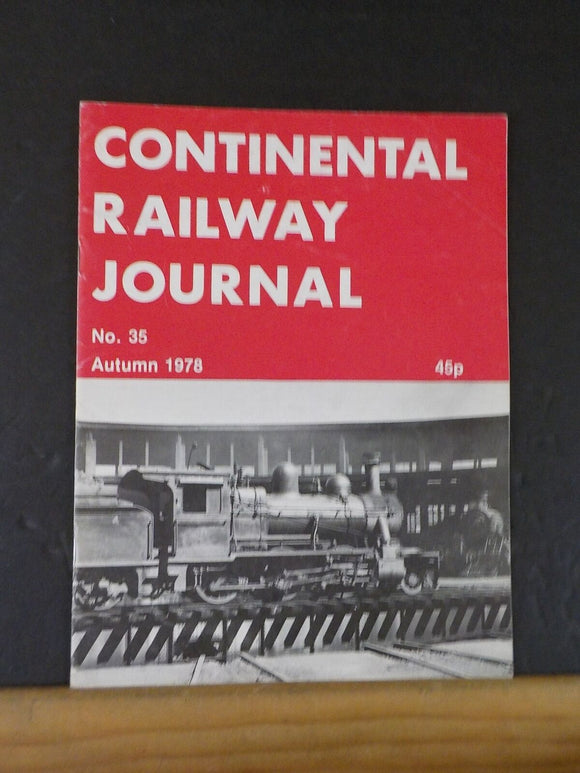 CONTINENTAL
RAILWAY
JOURNAL
No. 35
Autumn 1978 45p